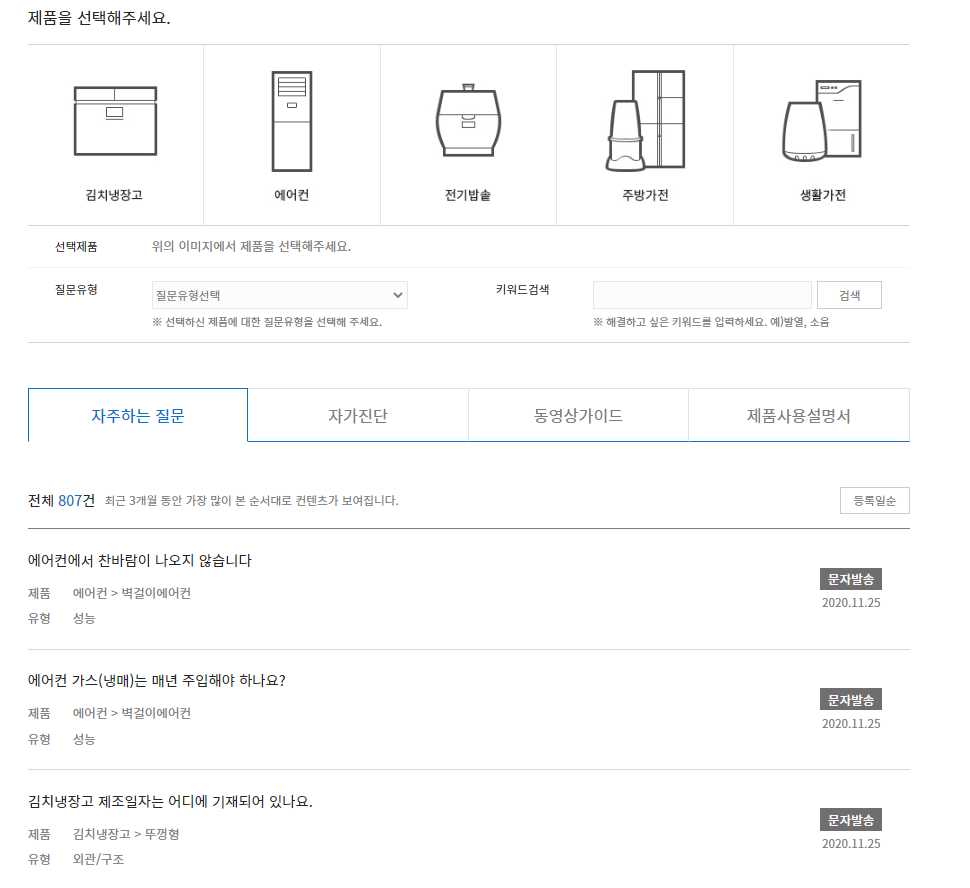 제품을 선택해주세요.
김치냉장고 에어컨 전기밥솥 주방가전 생활가전
선택제품 위의 이미지에서 제품을 선택해주세요.
질문유형 질문유형선택 키워드검색 검색
※ 선택하신 제품에 대한 질문유형을 선택해 주세요. ※ 해결하고 싶은 키워드를 입력하세요. 예)발열, 소음
자주하는 질문 자가진단 동영상가이드 제품사용설명서
전체 807건 최근 3개월 동안 가장 많이 본 순서대로 컨텐츠가 보여집니다. 등록일순
에어컨에서 찬바람이 나오지 않습니다
제품 에어컨 > 벽걸이에어컨
유형 성능
문자발송
2020.11.25
에어컨 가스(냉매)는 매년 주입해야 하나요?
제품 에어컨 > 벽걸이에어컨
유형 성능
문자발송
2020.11.25
김치냉장고 제조일자는 어디에 기재되어 있나요.
제품 김치냉장고 > 뚜껑형
유형 외관/구조
문자발송
2020.11.25